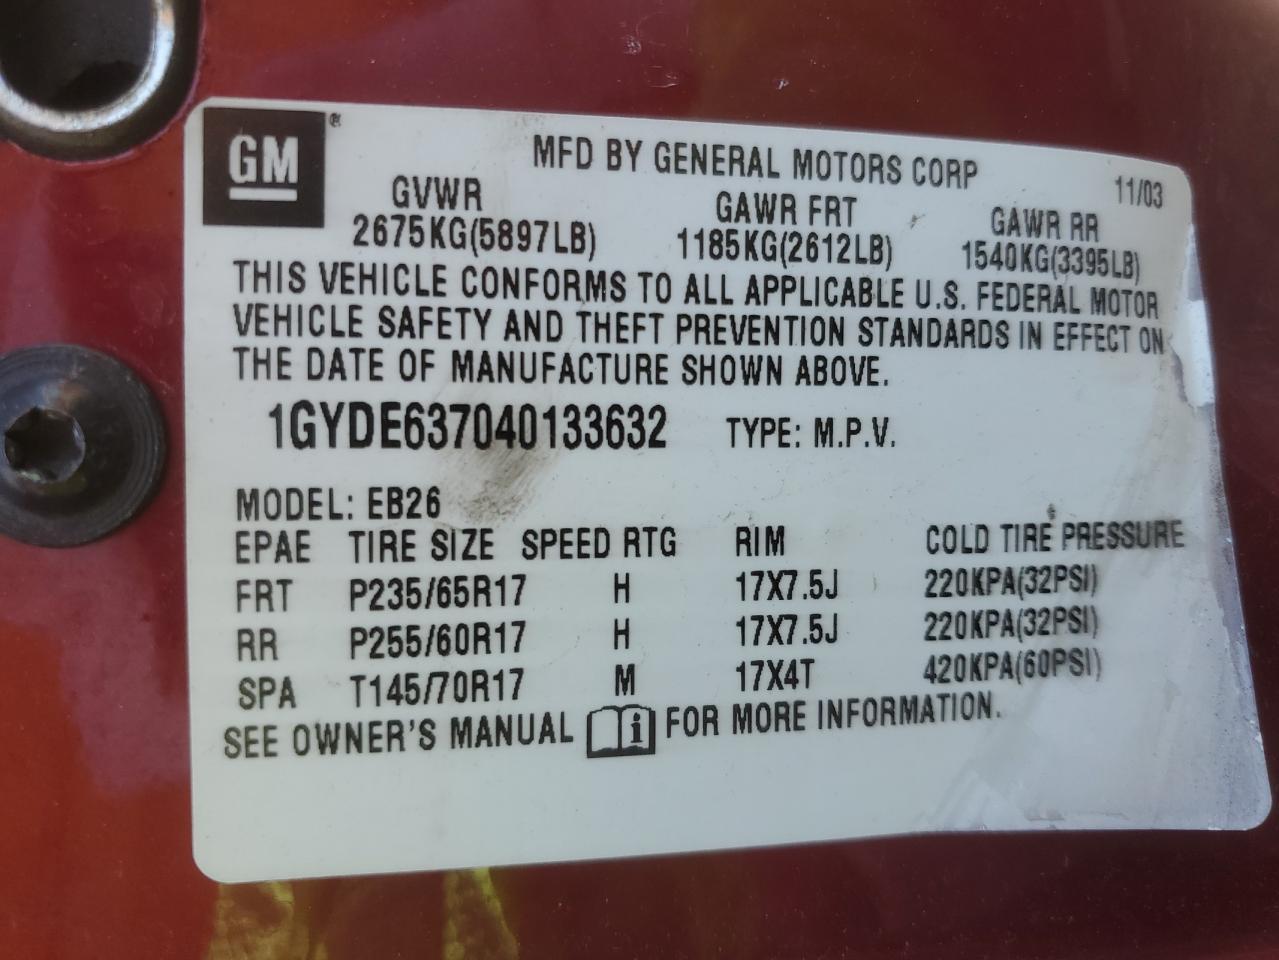 GM®
MFD BY GENERAL MOTORS CORP
11/03
GVWR GAWR FRT GAWR RR
2675KG(5897LB) 1185KG(2612LB) 1540KG(3395LB)
THIS VEHICLE CONFORMS TO ALL APPLICABLE U.S. FEDERAL MOTOR
VEHICLE SAFETY AND THEFT PREVENTION STANDARDS IN EFFECT ON
THE DATE OF MANUFACTURE SHOWN ABOVE.
1GYDE637040133632 TYPE: M.P.V.
MODEL: EB26
EPAE TIRE SIZE SPEED RTG RIM COLD TIRE PRESSURE
FRT P235/65R17 H 17X7.5J 220KPA(32PSI)
RR P255/60R17 H 17X7.5J 220KPA(32PSI)
SPA T145/70R17 M 17X4T 420KPA(60PSI)
SEE OWNER'S MANUAL i FOR MORE INFORMATION.